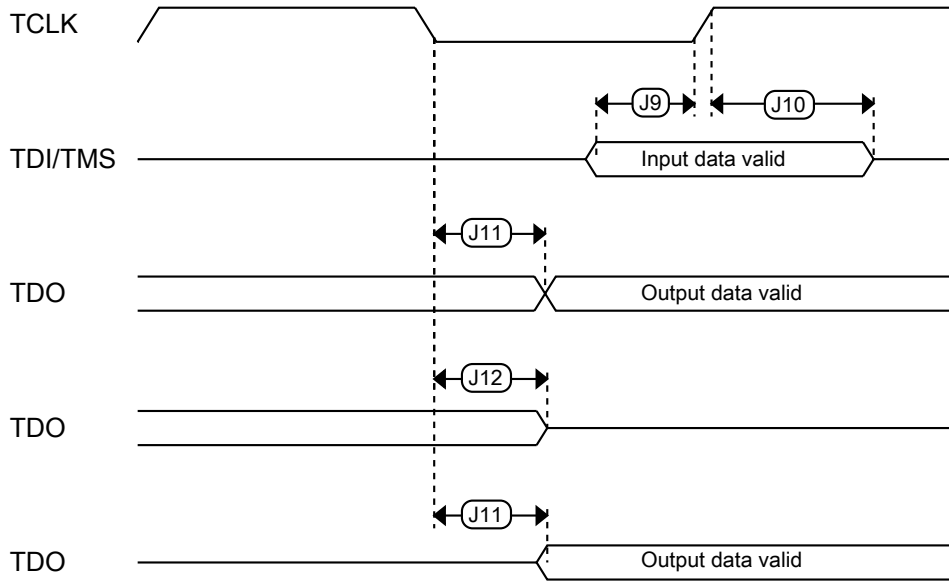 TCLK
J9
J10
TDI/TMS
Input data valid
J11
TDO
Output data valid
J12
TDO
J11
TDO
Output data valid